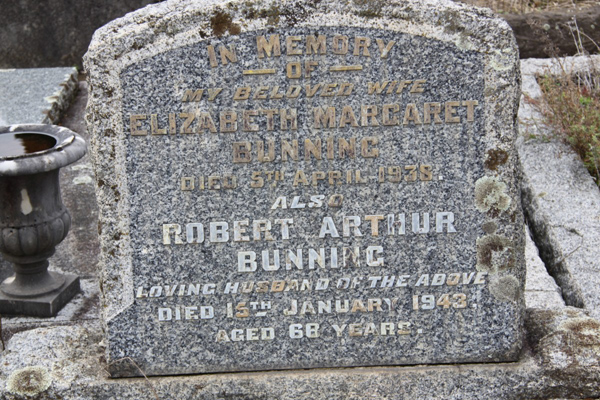 IN MEMORY
OF
MY BELOVED WIFE
ELIZABETH MARGARET
BUNNING
DIED 5TH APRIL 1938.
ALSO
ROBERT ARTHUR
BUNNING
LOVING HUSBAND OF THE ABOVE
DIED 15TH JANUARY 1943.
AGED 68 YEARS.